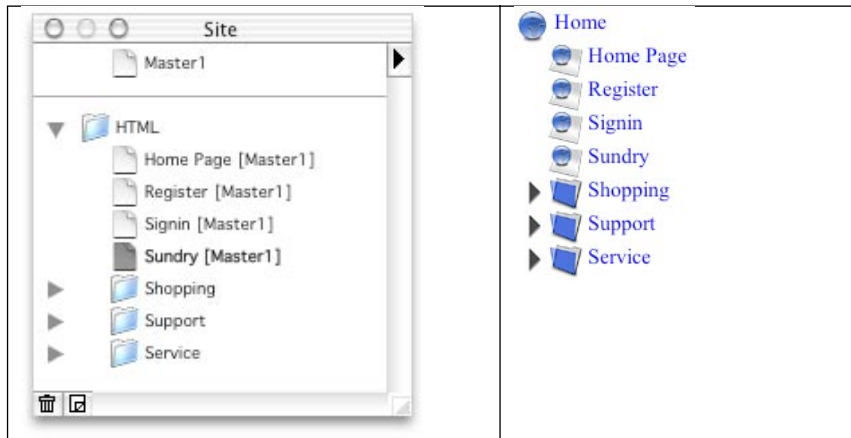 Site
Master1
HTML
Home Page [Master1]
Register [Master1]
Signin [Master1]
Sundry [Master1]
Shopping
Support
Service
Home
Home Page
Register
Signin
Sundry
Shopping
Support
Service